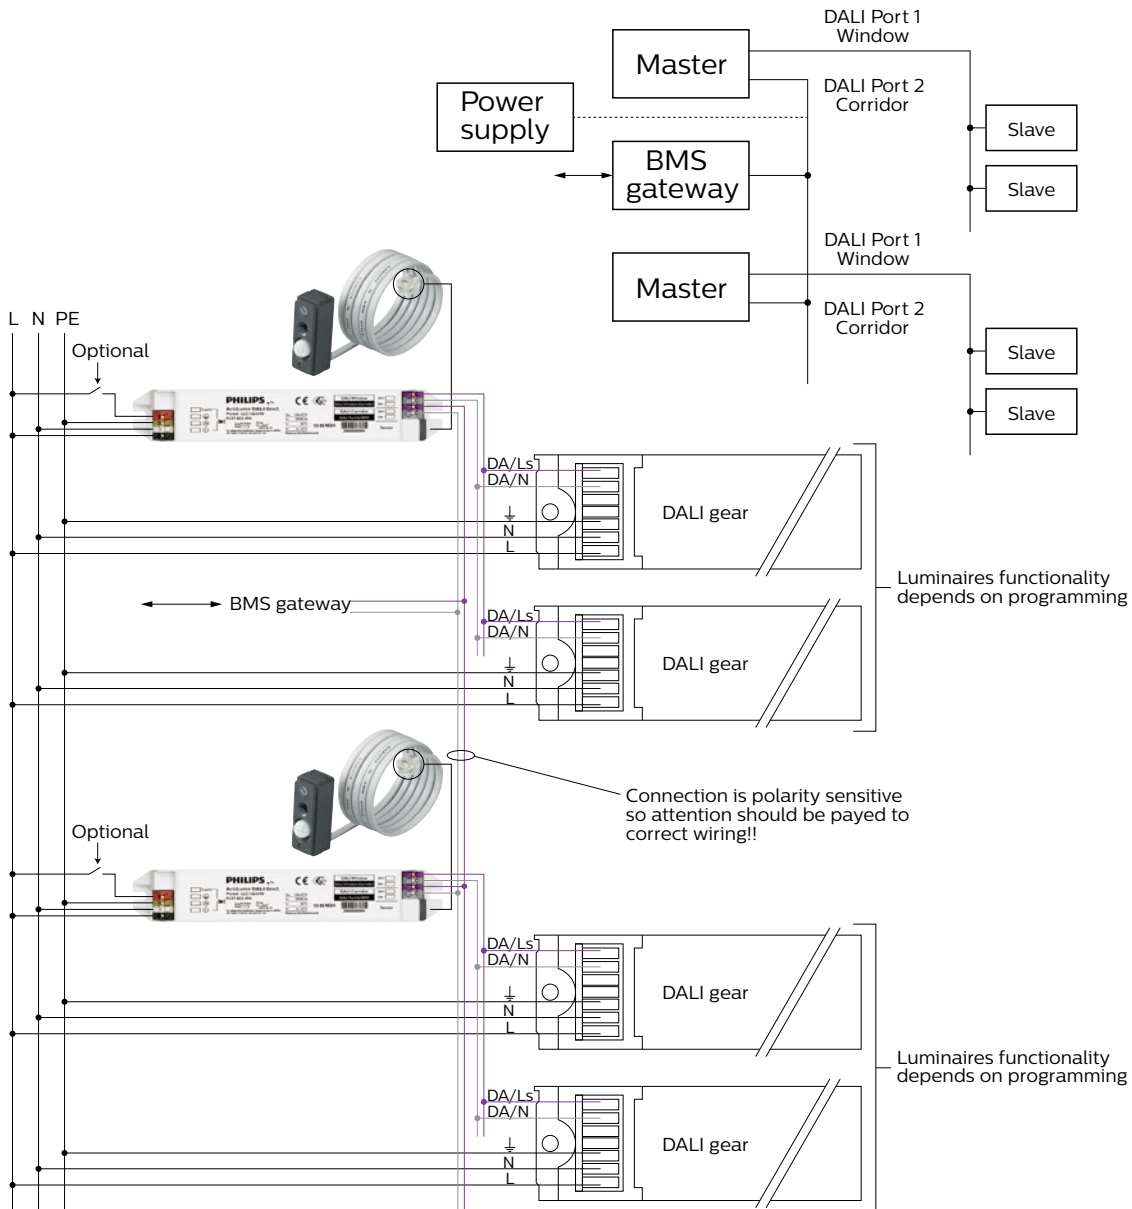 DALI Port 1
Window
Master
DALI Port 2
Corridor
Power
supply
Slave
BMS
gateway
Slave
DALI Port 1
Window
Master
DALI Port 2
Corridor
Slave
Slave
L N PE
Optional
PHILIPS
DA/Ls
DA/N
DALI gear
N
L
Luminaires functionality
depends on programming
BMS gateway
DA/Ls
DA/N
DALI gear
N
L
Connection is polarity sensitive
so attention should be payed to
correct wiring!!
Optional
PHILIPS
DA/Ls
DA/N
DALI gear
N
L
Luminaires functionality
depends on programming
DA/Ls
DA/N
DALI gear
N
L